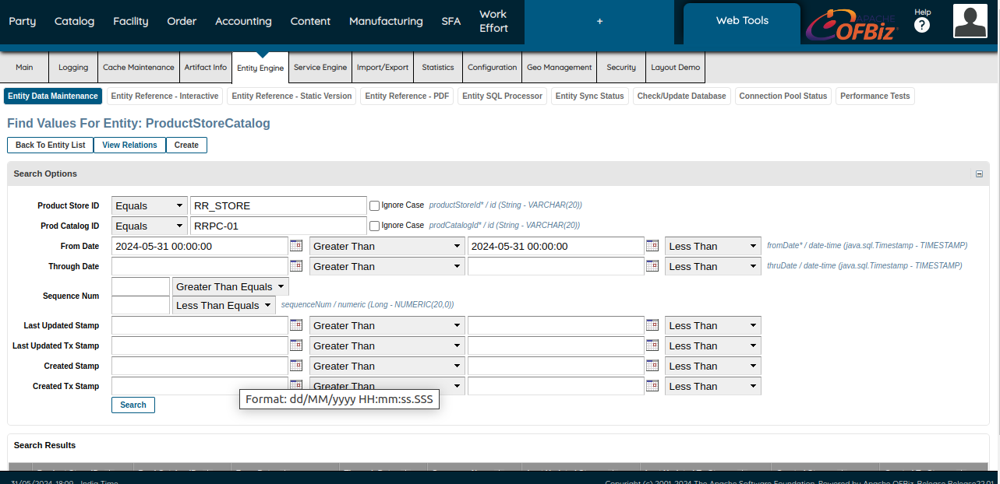 Party Catalog Facility Order Accounting Content Manufacturing SFA Work Effort + Web Tools APACHE OFBiz Help ?
Main Logging Cache Maintenance Artifact Info Entity Engine Service Engine Import/Export Statistics Configuration Geo Management Security Layout Demo
Entity Data Maintenance Entity Reference - Interactive Entity Reference - Static Version Entity Reference - PDF Entity SQL Processor Entity Sync Status Check/Update Database Connection Pool Status Performance Tests
Find Values For Entity: ProductStoreCatalog
Back To Entity List View Relations Create
Search Options
Product Store ID Equals RR_STORE Ignore Case productStoreId* / id (String - VARCHAR(20))
Prod Catalog ID Equals RRPC-01 Ignore Case prodCatalogId* / id (String - VARCHAR(20))
From Date 2024-05-31 00:00:00 Greater Than 2024-05-31 00:00:00 Less Than fromDate* / date-time (java.sql.Timestamp - TIMESTAMP)
Through Date Greater Than Less Than thruDate / date-time (java.sql.Timestamp - TIMESTAMP)
Sequence Num Greater Than Equals
Less Than Equals sequenceNum / numeric (Long - NUMERIC(20,0))
Last Updated Stamp Greater Than Less Than
Last Updated Tx Stamp Greater Than Less Than
Created Stamp Greater Than Less Than
Created Tx Stamp Greater Than Less Than
Format: dd/MM/yyyy HH:mm:ss.SSS
Search
Search Results
31/05/2024, 18:09 - India Time
Copyright (c) 2001-2024 The Apache Software Foundation. Powered by Apache OFBiz. Release Release22.01